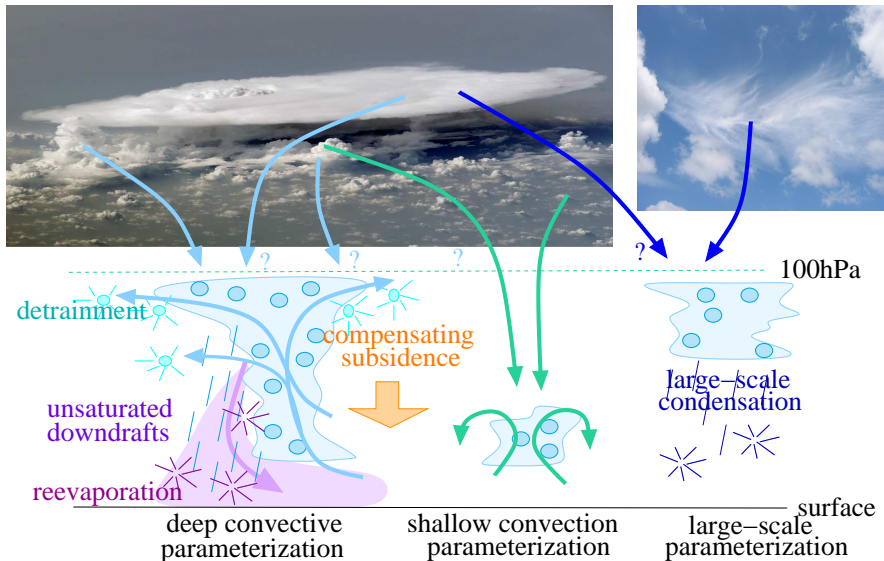 ? ? ? ?
100hPa
detrainment
compensating
subsidence
large−scale
condensation
unsaturated
downdrafts
reevaporation
surface
deep convective
parameterization
shallow convection
parameterization
large−scale
parameterization